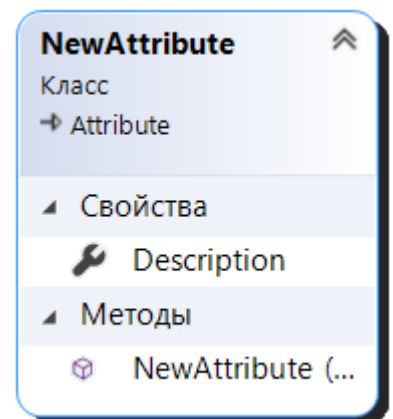 NewAttribute
Класс
Attribute
Свойства
Description
Методы
NewAttribute (...